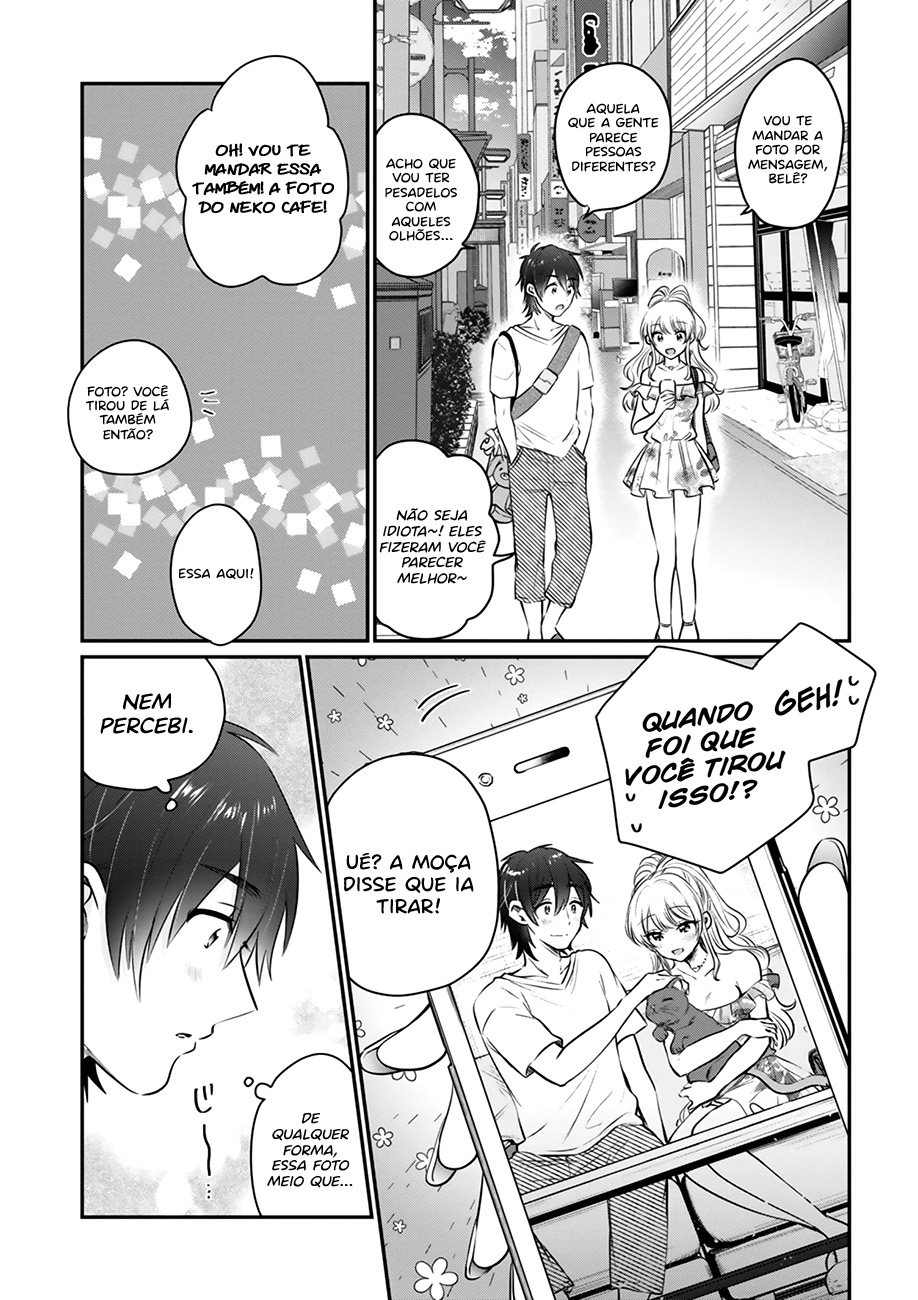 VOU TE
MANDAR A
FOTO POR
MENSAGEM,
BELÊ?
AQUELA
QUE A GENTE
PARECE
PESSOAS
DIFERENTES?
ACHO QUE
VOU TER
PESADELOS
COM
AQUELES
OLHÕES...
NÃO SEJA
IDIOTA~! ELES
FIZERAM VOCÊ
PARECER
MELHOR~
OH! VOU TE
MANDAR ESSA
TAMBÉM! A FOTO
DO NEKO CAFE!
FOTO? VOCÊ
TIROU DE LÁ
TAMBÉM
ENTÃO?
ESSA AQUI!
GEH!
QUANDO
FOI QUE
VOCÊ TIROU
ISSO!?
UÉ? A MOÇA
DISSE QUE IA
TIRAR!
NEM
PERCEBI.
じーっ...
DE
QUALQUER
FORMA,
ESSA FOTO
MEIO QUE...